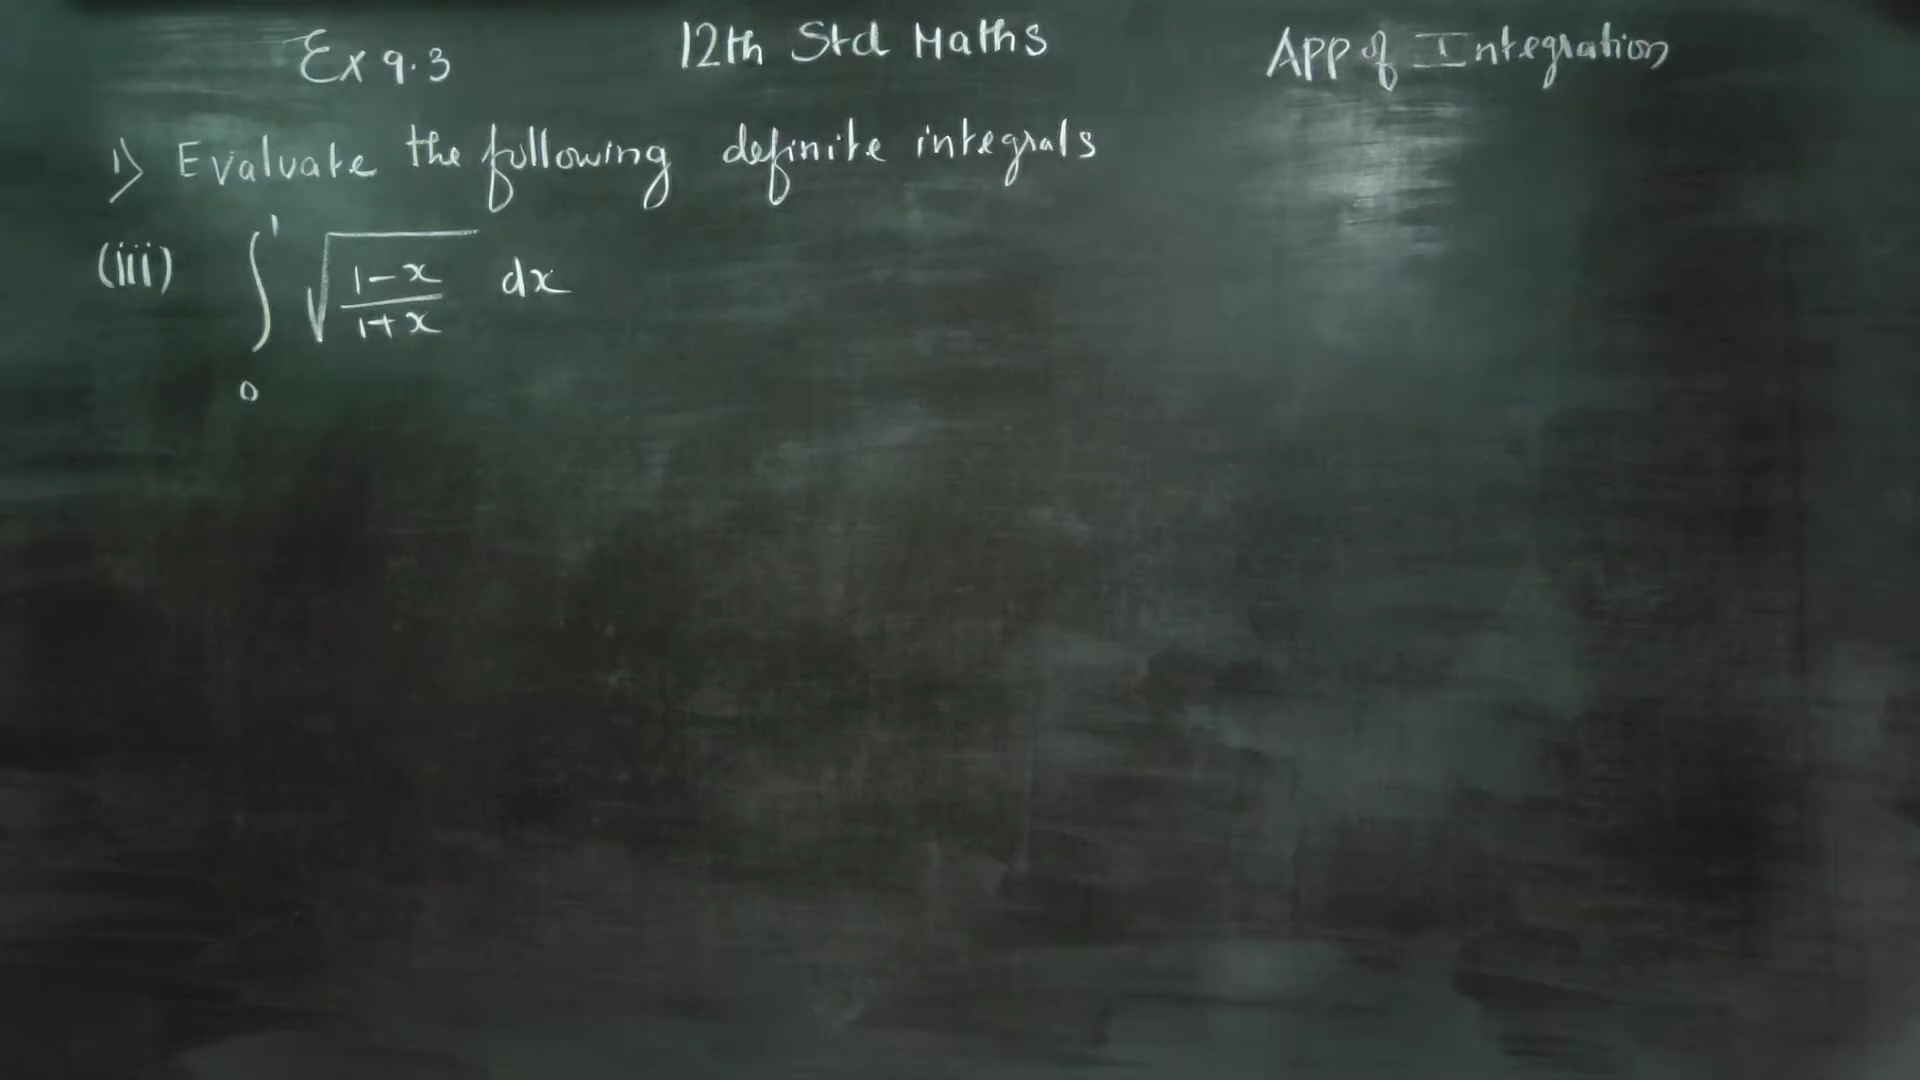 Ex 9.3 12th Std Maths App of Integration
1) Evaluate the following definite integrals
(iii) ∫₀¹ √((1-x)/(1+x)) dx